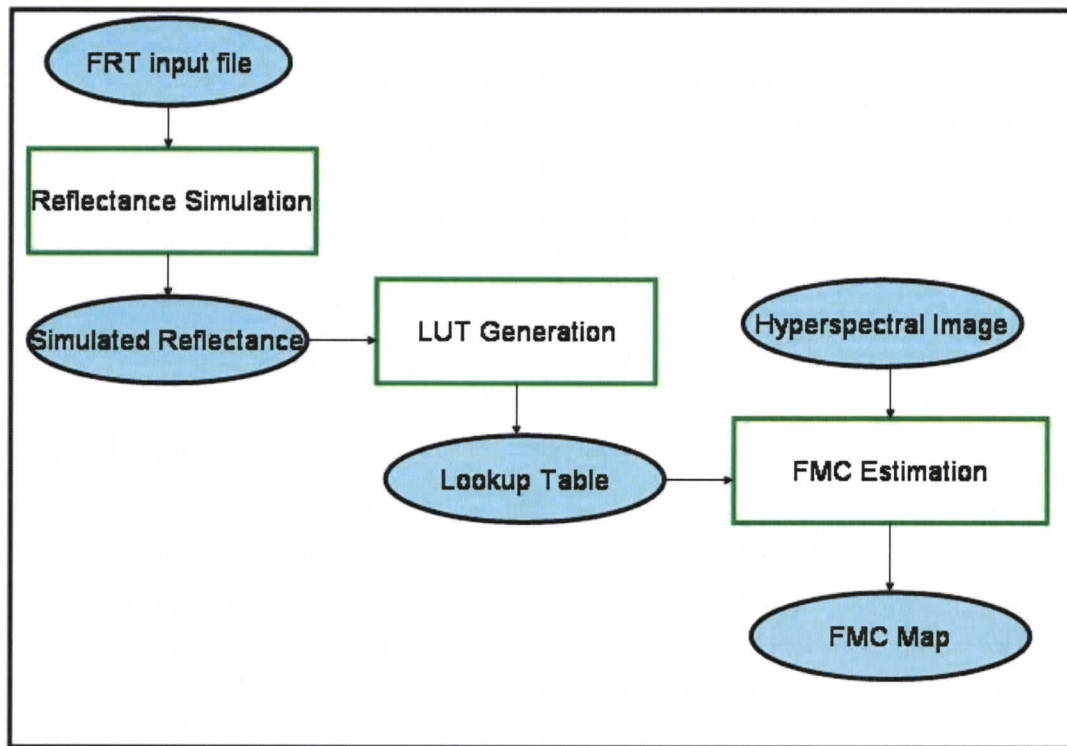 FRT input file
Reflectance Simulation
Simulated Reflectance
LUT Generation
Hyperspectral Image
Lookup Table
FMC Estimation
FMC Map